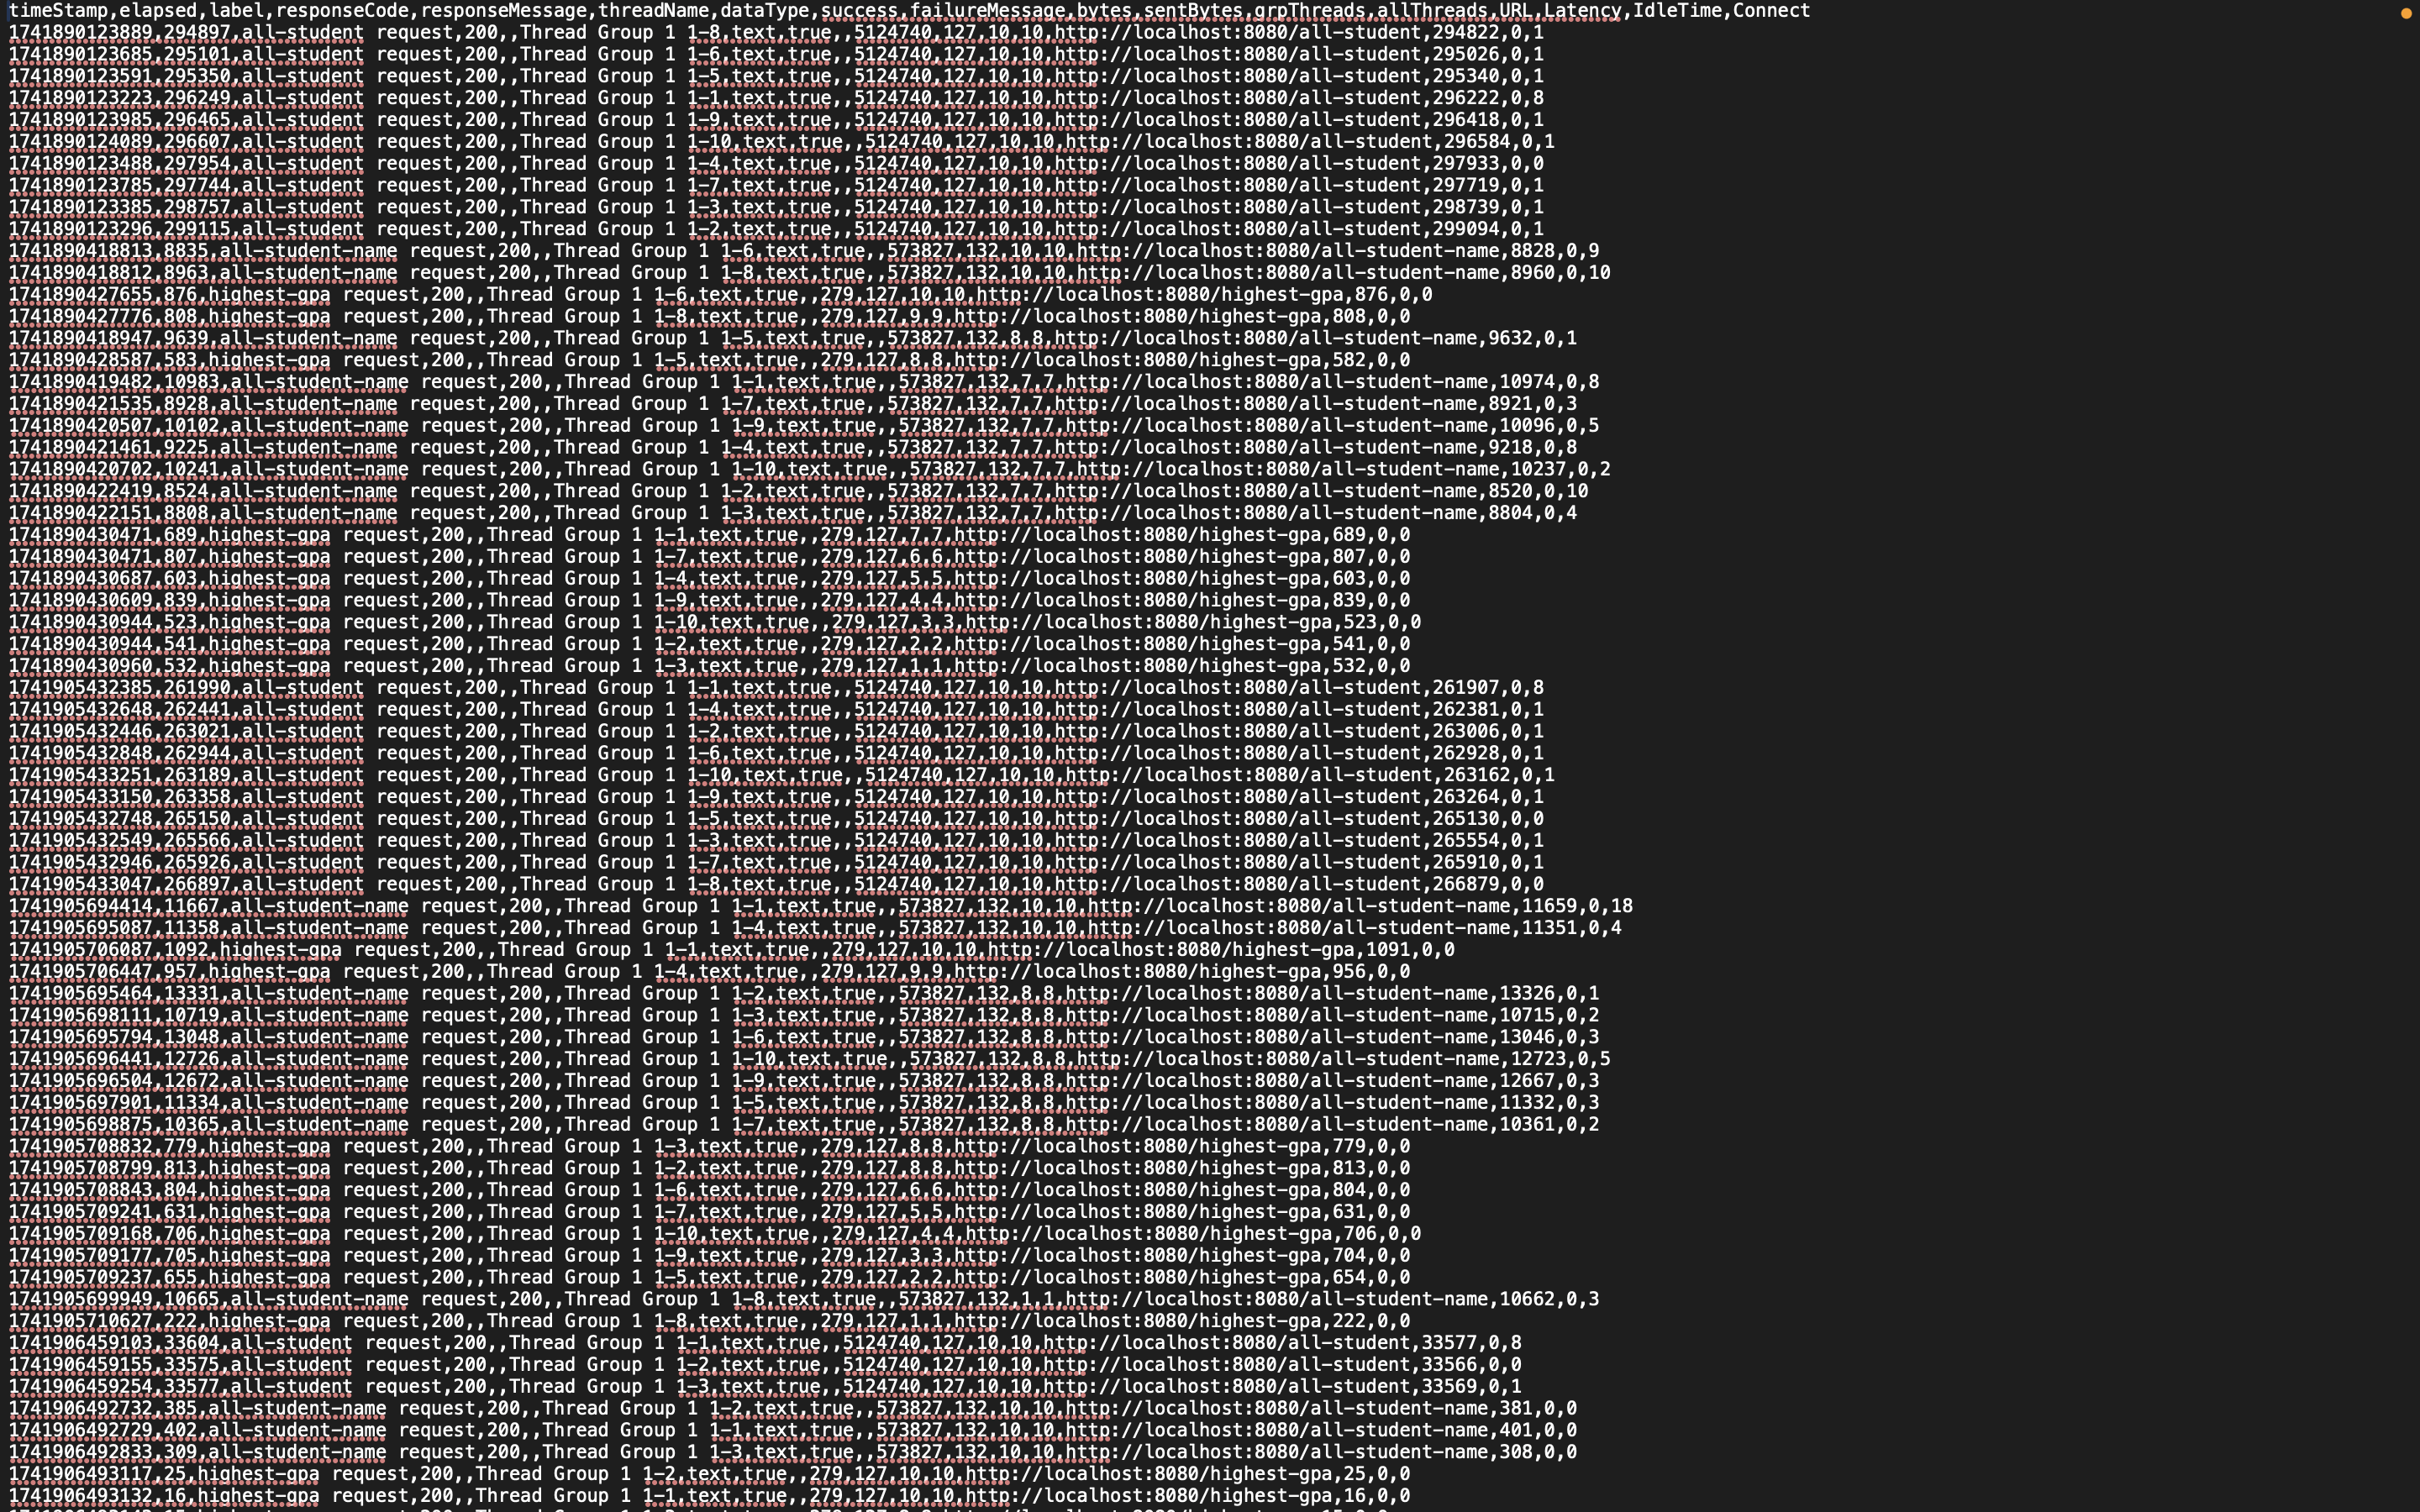 timeStamp,elapsed,label,responseCode,responseMessage,threadName,dataType,success,failureMessage,bytes,sentBytes,grpThreads,allThreads,URL,Latency,IdleTime,Connect
1741890123889,294897,all-student request,200,,Thread Group 1 1-8,text,true,,5124740,127,10,10,http://localhost:8080/all-student,294822,0,1
1741890123685,295101,all-student request,200,,Thread Group 1 1-6,text,true,,5124740,127,10,10,http://localhost:8080/all-student,295026,0,1
1741890123591,295350,all-student request,200,,Thread Group 1 1-5,text,true,,5124740,127,10,10,http://localhost:8080/all-student,295340,0,1
1741890123223,296249,all-student request,200,,Thread Group 1 1-1,text,true,,5124740,127,10,10,http://localhost:8080/all-student,296222,0,8
1741890123985,296465,all-student request,200,,Thread Group 1 1-9,text,true,,5124740,127,10,10,http://localhost:8080/all-student,296418,0,1
1741890124089,296607,all-student request,200,,Thread Group 1 1-10,text,true,,5124740,127,10,10,http://localhost:8080/all-student,296584,0,1
1741890123488,297954,all-student request,200,,Thread Group 1 1-4,text,true,,5124740,127,10,10,http://localhost:8080/all-student,297933,0,0
1741890123785,297744,all-student request,200,,Thread Group 1 1-7,text,true,,5124740,127,10,10,http://localhost:8080/all-student,297719,0,1
1741890123385,298757,all-student request,200,,Thread Group 1 1-3,text,true,,5124740,127,10,10,http://localhost:8080/all-student,298739,0,1
1741890123296,299115,all-student request,200,,Thread Group 1 1-2,text,true,,5124740,127,10,10,http://localhost:8080/all-student,299094,0,1
1741890418813,8835,all-student-name request,200,,Thread Group 1 1-6,text,true,,573827,132,10,10,http://localhost:8080/all-student-name,8828,0,9
1741890418812,8963,all-student-name request,200,,Thread Group 1 1-8,text,true,,573827,132,10,10,http://localhost:8080/all-student-name,8960,0,10
1741890427655,876,highest-gpa request,200,,Thread Group 1 1-6,text,true,,279,127,10,10,http://localhost:8080/highest-gpa,876,0,0
1741890427776,808,highest-gpa request,200,,Thread Group 1 1-8,text,true,,279,127,9,9,http://localhost:8080/highest-gpa,808,0,0
1741890418947,9639,all-student-name request,200,,Thread Group 1 1-5,text,true,,573827,132,8,8,http://localhost:8080/all-student-name,9632,0,1
1741890428587,583,highest-gpa request,200,,Thread Group 1 1-5,text,true,,279,127,8,8,http://localhost:8080/highest-gpa,582,0,0
1741890419482,10983,all-student-name request,200,,Thread Group 1 1-1,text,true,,573827,132,7,7,http://localhost:8080/all-student-name,10974,0,8
1741890421535,8928,all-student-name request,200,,Thread Group 1 1-7,text,true,,573827,132,7,7,http://localhost:8080/all-student-name,8921,0,3
1741890420507,10102,all-student-name request,200,,Thread Group 1 1-9,text,true,,573827,132,7,7,http://localhost:8080/all-student-name,10096,0,5
1741890421461,9225,all-student-name request,200,,Thread Group 1 1-4,text,true,,573827,132,7,7,http://localhost:8080/all-student-name,9218,0,8
1741890420702,10241,all-student-name request,200,,Thread Group 1 1-10,text,true,,573827,132,7,7,http://localhost:8080/all-student-name,10237,0,2
1741890422419,8524,all-student-name request,200,,Thread Group 1 1-2,text,true,,573827,132,7,7,http://localhost:8080/all-student-name,8520,0,10
1741890422151,8808,all-student-name request,200,,Thread Group 1 1-3,text,true,,573827,132,7,7,http://localhost:8080/all-student-name,8804,0,4
1741890430471,689,highest-gpa request,200,,Thread Group 1 1-1,text,true,,279,127,7,7,http://localhost:8080/highest-gpa,689,0,0
1741890430471,807,highest-gpa request,200,,Thread Group 1 1-7,text,true,,279,127,6,6,http://localhost:8080/highest-gpa,807,0,0
1741890430687,603,highest-gpa request,200,,Thread Group 1 1-4,text,true,,279,127,5,5,http://localhost:8080/highest-gpa,603,0,0
1741890430609,839,highest-gpa request,200,,Thread Group 1 1-9,text,true,,279,127,4,4,http://localhost:8080/highest-gpa,839,0,0
1741890430944,523,highest-gpa request,200,,Thread Group 1 1-10,text,true,,279,127,3,3,http://localhost:8080/highest-gpa,523,0,0
1741890430944,541,highest-gpa request,200,,Thread Group 1 1-2,text,true,,279,127,2,2,http://localhost:8080/highest-gpa,541,0,0
1741890430960,532,highest-gpa request,200,,Thread Group 1 1-3,text,true,,279,127,1,1,http://localhost:8080/highest-gpa,532,0,0
1741905432385,261990,all-student request,200,,Thread Group 1 1-1,text,true,,5124740,127,10,10,http://localhost:8080/all-student,261907,0,8
1741905432648,262441,all-student request,200,,Thread Group 1 1-4,text,true,,5124740,127,10,10,http://localhost:8080/all-student,262381,0,1
1741905432446,263021,all-student request,200,,Thread Group 1 1-2,text,true,,5124740,127,10,10,http://localhost:8080/all-student,263006,0,1
1741905432848,262944,all-student request,200,,Thread Group 1 1-6,text,true,,5124740,127,10,10,http://localhost:8080/all-student,262928,0,1
1741905433251,263189,all-student request,200,,Thread Group 1 1-10,text,true,,5124740,127,10,10,http://localhost:8080/all-student,263162,0,1
1741905433150,263358,all-student request,200,,Thread Group 1 1-9,text,true,,5124740,127,10,10,http://localhost:8080/all-student,263264,0,1
1741905432748,265150,all-student request,200,,Thread Group 1 1-5,text,true,,5124740,127,10,10,http://localhost:8080/all-student,265130,0,0
1741905432549,265566,all-student request,200,,Thread Group 1 1-3,text,true,,5124740,127,10,10,http://localhost:8080/all-student,265554,0,1
1741905432946,265926,all-student request,200,,Thread Group 1 1-7,text,true,,5124740,127,10,10,http://localhost:8080/all-student,265910,0,1
1741905433047,266897,all-student request,200,,Thread Group 1 1-8,text,true,,5124740,127,10,10,http://localhost:8080/all-student,266879,0,0
1741905694414,11667,all-student-name request,200,,Thread Group 1 1-1,text,true,,573827,132,10,10,http://localhost:8080/all-student-name,11659,0,18
1741905695087,11358,all-student-name request,200,,Thread Group 1 1-4,text,true,,573827,132,10,10,http://localhost:8080/all-student-name,11351,0,4
1741905706087,1092,highest-gpa request,200,,Thread Group 1 1-1,text,true,,279,127,10,10,http://localhost:8080/highest-gpa,1091,0,0
1741905706447,957,highest-gpa request,200,,Thread Group 1 1-4,text,true,,279,127,9,9,http://localhost:8080/highest-gpa,956,0,0
1741905695464,13331,all-student-name request,200,,Thread Group 1 1-2,text,true,,573827,132,8,8,http://localhost:8080/all-student-name,13326,0,1
1741905698111,10719,all-student-name request,200,,Thread Group 1 1-3,text,true,,573827,132,8,8,http://localhost:8080/all-student-name,10715,0,2
1741905695794,13048,all-student-name request,200,,Thread Group 1 1-6,text,true,,573827,132,8,8,http://localhost:8080/all-student-name,13046,0,3
1741905696441,12726,all-student-name request,200,,Thread Group 1 1-10,text,true,,573827,132,8,8,http://localhost:8080/all-student-name,12723,0,5
1741905696504,12672,all-student-name request,200,,Thread Group 1 1-9,text,true,,573827,132,8,8,http://localhost:8080/all-student-name,12667,0,3
1741905697901,11334,all-student-name request,200,,Thread Group 1 1-5,text,true,,573827,132,8,8,http://localhost:8080/all-student-name,11332,0,3
1741905698875,10365,all-student-name request,200,,Thread Group 1 1-7,text,true,,573827,132,8,8,http://localhost:8080/all-student-name,10361,0,2
1741905708832,779,highest-gpa request,200,,Thread Group 1 1-3,text,true,,279,127,8,8,http://localhost:8080/highest-gpa,779,0,0
1741905708799,813,highest-gpa request,200,,Thread Group 1 1-2,text,true,,279,127,8,8,http://localhost:8080/highest-gpa,813,0,0
1741905708843,804,highest-gpa request,200,,Thread Group 1 1-6,text,true,,279,127,6,6,http://localhost:8080/highest-gpa,804,0,0
1741905709241,631,highest-gpa request,200,,Thread Group 1 1-7,text,true,,279,127,5,5,http://localhost:8080/highest-gpa,631,0,0
1741905709168,706,highest-gpa request,200,,Thread Group 1 1-10,text,true,,279,127,4,4,http://localhost:8080/highest-gpa,706,0,0
1741905709177,705,highest-gpa request,200,,Thread Group 1 1-9,text,true,,279,127,3,3,http://localhost:8080/highest-gpa,704,0,0
1741905709237,655,highest-gpa request,200,,Thread Group 1 1-5,text,true,,279,127,2,2,http://localhost:8080/highest-gpa,654,0,0
1741905699949,10665,all-student-name request,200,,Thread Group 1 1-8,text,true,,573827,132,1,1,http://localhost:8080/all-student-name,10662,0,3
1741905710627,222,highest-gpa request,200,,Thread Group 1 1-8,text,true,,279,127,1,1,http://localhost:8080/highest-gpa,222,0,0
1741906459103,33604,all-student request,200,,Thread Group 1 1-1,text,true,,5124740,127,10,10,http://localhost:8080/all-student,33577,0,8
1741906459155,33575,all-student request,200,,Thread Group 1 1-2,text,true,,5124740,127,10,10,http://localhost:8080/all-student,33566,0,0
1741906459254,33577,all-student request,200,,Thread Group 1 1-3,text,true,,5124740,127,10,10,http://localhost:8080/all-student,33569,0,1
1741906492732,385,all-student-name request,200,,Thread Group 1 1-2,text,true,,573827,132,10,10,http://localhost:8080/all-student-name,381,0,0
1741906492729,402,all-student-name request,200,,Thread Group 1 1-1,text,true,,573827,132,10,10,http://localhost:8080/all-student-name,401,0,0
1741906492833,309,all-student-name request,200,,Thread Group 1 1-3,text,true,,573827,132,10,10,http://localhost:8080/all-student-name,308,0,0
1741906493117,25,highest-gpa request,200,,Thread Group 1 1-2,text,true,,279,127,10,10,http://localhost:8080/highest-gpa,25,0,0
1741906493132,16,highest-gpa request,200,,Thread Group 1 1-1,text,true,,279,127,10,10,http://localhost:8080/highest-gpa,16,0,0